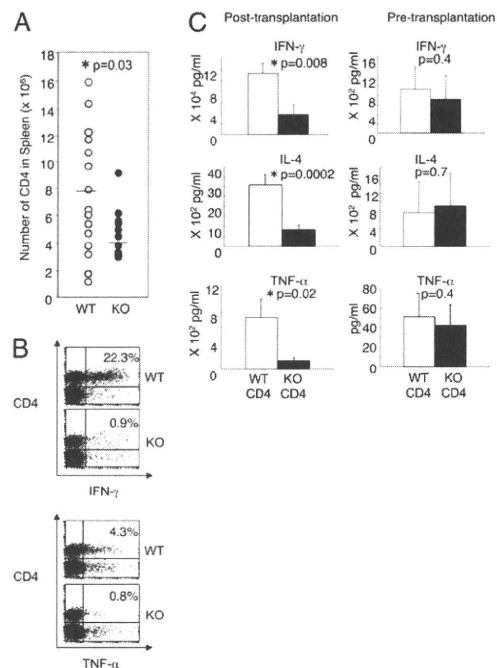 A
* p=0.03
Number of CD4 in Spleen (x 10⁶)
18
16
14
12
10
8
6
4
2
0
WT
KO
B
22.3%
WT
CD4
0.9%
KO
IFN-γ
4.3%
WT
CD4
0.8%
KO
TNF-α
C
Post-transplantation
Pre-transplantation
IFN-γ
* p=0.008
X 10⁴ pg/ml
12
8
4
0
IFN-γ
p=0.4
X 10² pg/ml
16
12
8
4
0
IL-4
* p=0.0002
X 10² pg/ml
40
30
20
10
0
IL-4
p=0.7
X 10² pg/ml
16
12
8
4
0
TNF-α
* p=0.02
X 10² pg/ml
12
8
4
0
TNF-α
p=0.4
pg/ml
80
60
40
20
0
WT KO
CD4 CD4
WT KO
CD4 CD4